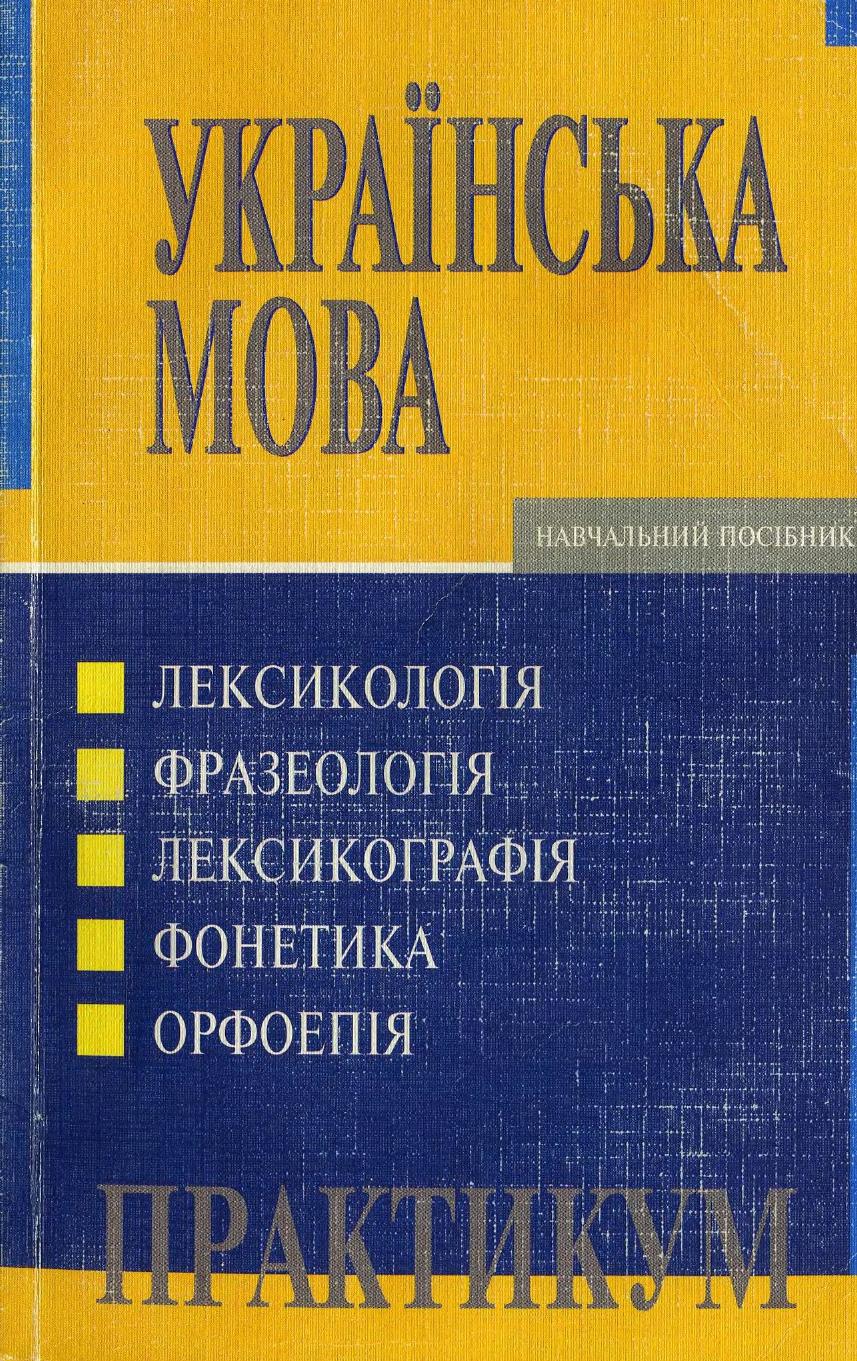 УКРАЇНСЬКА
МОВА
НАВЧАЛЬНИЙ ПОСІБНИК
ЛЕКСИКОЛОГІЯ
ФРАЗЕОЛОГІЯ
ЛЕКСИКОГРАФІЯ
ФОНЕТИКА
ОРФОЕПІЯ
ПРАКТИКУМ